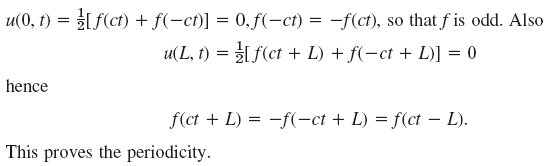 u(0, t) = ½[f(ct) + f(−ct)] = 0, f(−ct) = −f(ct), so that f is odd. Also
u(L, t) = ½[f(ct + L) + f(−ct + L)] = 0
hence
f(ct + L) = −f(−ct + L) = f(ct − L).
This proves the periodicity.